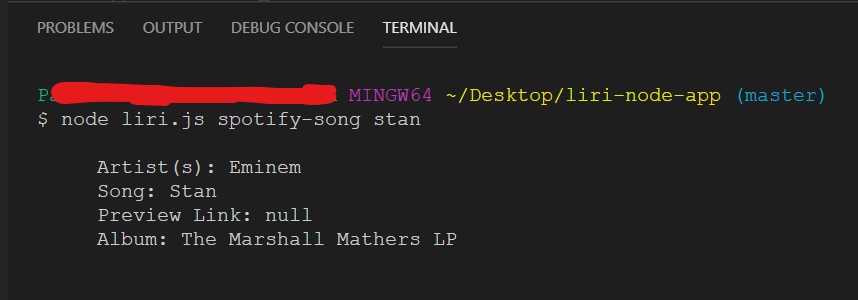 PROBLEMS OUTPUT DEBUG CONSOLE TERMINAL
MINGW64 ~/Desktop/liri-node-app (master)
$ node liri.js spotify-song stan
Artist(s): Eminem
Song: Stan
Preview Link: null
Album: The Marshall Mathers LP